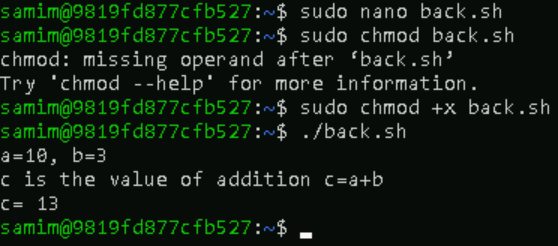 samim@9819fd877cfb527:~$ sudo nano back.sh
samim@9819fd877cfb527:~$ sudo chmod back.sh
chmod: missing operand after ‘back.sh’
Try 'chmod --help' for more information.
samim@9819fd877cfb527:~$ sudo chmod +x back.sh
samim@9819fd877cfb527:~$ ./back.sh
a=10, b=3
c is the value of addition c=a+b
c= 13
samim@9819fd877cfb527:~$